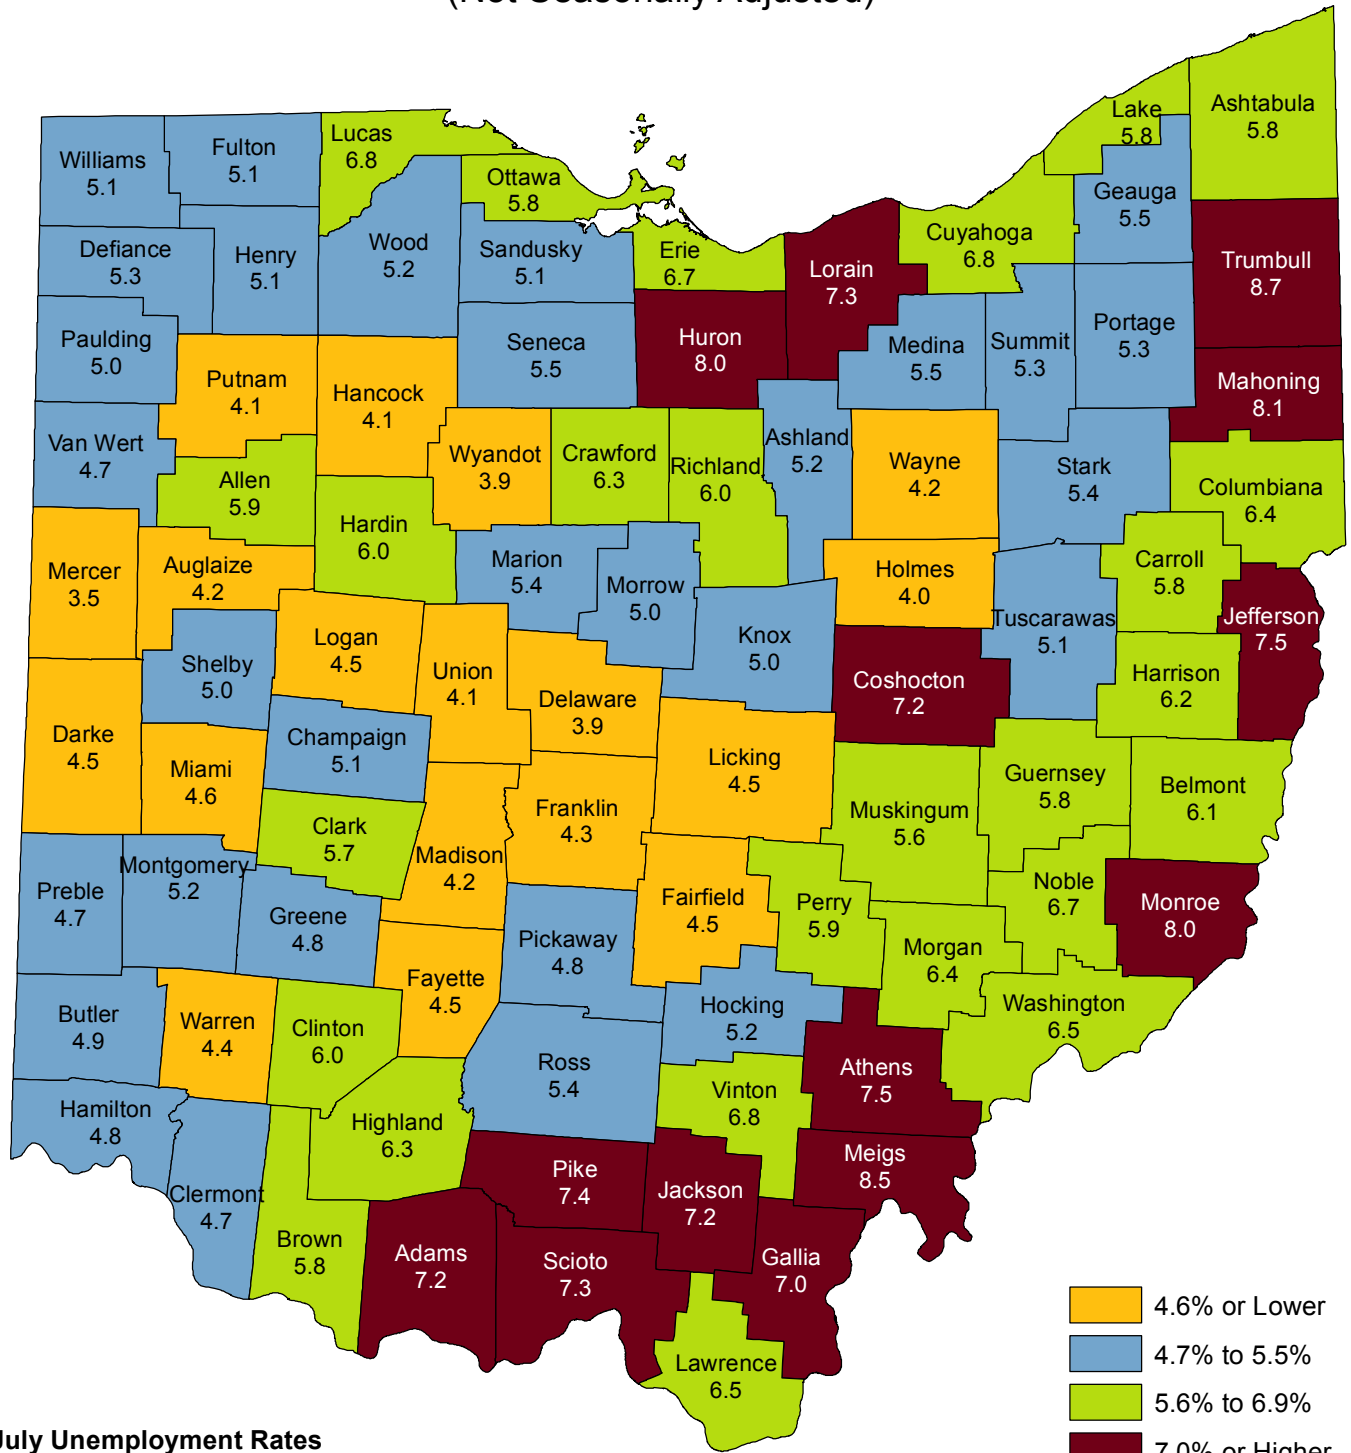 (Not Seasonally Adjusted)
Lake
5.8
Ashtabula
5.8
Lucas
6.8
Fulton
5.1
Williams
5.1
Ottawa
5.8
Geauga
5.5
Cuyahoga
6.8
Wood
5.2
Defiance
5.3
Henry
5.1
Sandusky
5.1
Erie
6.7
Lorain
7.3
Trumbull
8.7
Paulding
5.0
Seneca
5.5
Huron
8.0
Medina
5.5
Summit
5.3
Portage
5.3
Putnam
4.1
Hancock
4.1
Mahoning
8.1
Van Wert
4.7
Wyandot
3.9
Crawford
6.3
Richland
6.0
Ashland
5.2
Wayne
4.2
Stark
5.4
Columbiana
6.4
Allen
5.9
Hardin
6.0
Mercer
3.5
Auglaize
4.2
Marion
5.4
Morrow
5.0
Holmes
4.0
Carroll
5.8
Tuscarawas
5.1
Jefferson
7.5
Shelby
5.0
Logan
4.5
Union
4.1
Knox
5.0
Coshocton
7.2
Harrison
6.2
Delaware
3.9
Darke
4.5
Champaign
5.1
Miami
4.6
Licking
4.5
Guernsey
5.8
Belmont
6.1
Franklin
4.3
Muskingum
5.6
Clark
5.7
Madison
4.2
Montgomery
5.2
Preble
4.7
Greene
4.8
Fairfield
4.5
Perry
5.9
Noble
6.7
Monroe
8.0
Pickaway
4.8
Morgan
6.4
Fayette
4.5
Hocking
5.2
Washington
6.5
Butler
4.9
Warren
4.4
Clinton
6.0
Ross
5.4
Athens
7.5
Vinton
6.8
Hamilton
4.8
Highland
6.3
Meigs
8.5
Pike
7.4
Jackson
7.2
Clermont
4.7
Brown
5.8
Adams
7.2
Scioto
7.3
Gallia
7.0
Lawrence
6.5
4.6% or Lower
4.7% to 5.5%
5.6% to 6.9%
7.0% or Higher
July Unemployment Rates